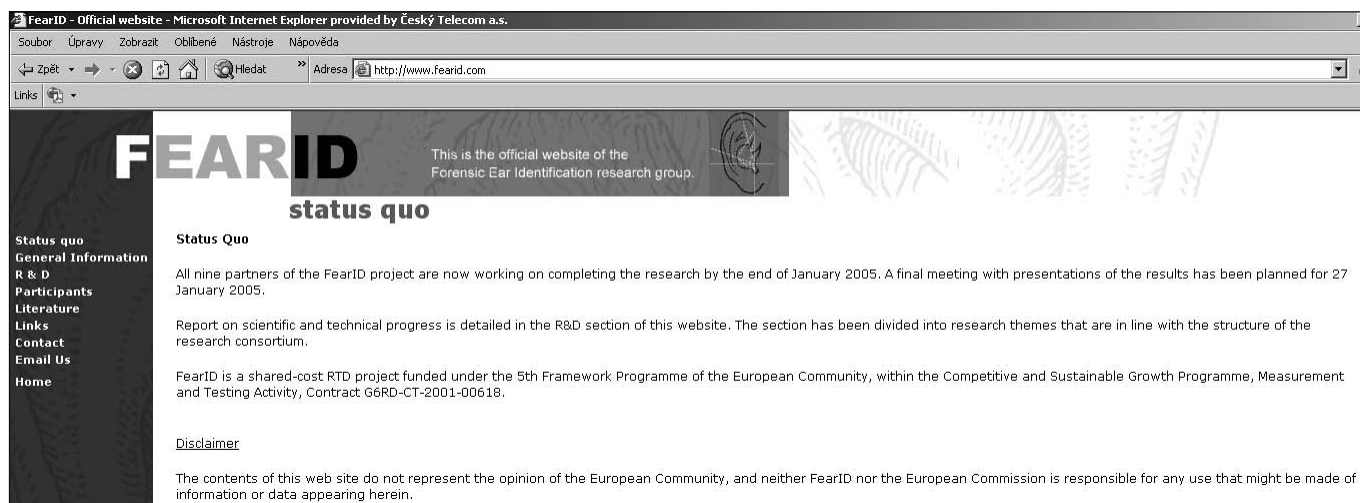 FearID - Official website - Microsoft Internet Explorer provided by Český Telecom a.s.
Soubor Úpravy Zobrazit Oblíbené Nástroje Nápověda
Zpět Hledat » Adresa http://www.fearid.com
Links
FEARID
This is the official website of the
Forensic Ear Identification research group.
status quo
Status quo
General Information
R & D
Participants
Literature
Links
Contact
Email Us
Home
Status Quo
All nine partners of the FearID project are now working on completing the research by the end of January 2005. A final meeting with presentations of the results has been planned for 27
January 2005.
Report on scientific and technical progress is detailed in the R&D section of this website. The section has been divided into research themes that are in line with the structure of the
research consortium.
FearID is a shared-cost RTD project funded under the 5th Framework Programme of the European Community, within the Competitive and Sustainable Growth Programme, Measurement
and Testing Activity, Contract G6RD-CT-2001-00618.
Disclaimer
The contents of this web site do not represent the opinion of the European Community, and neither FearID nor the European Commission is responsible for any use that might be made of
information or data appearing herein.